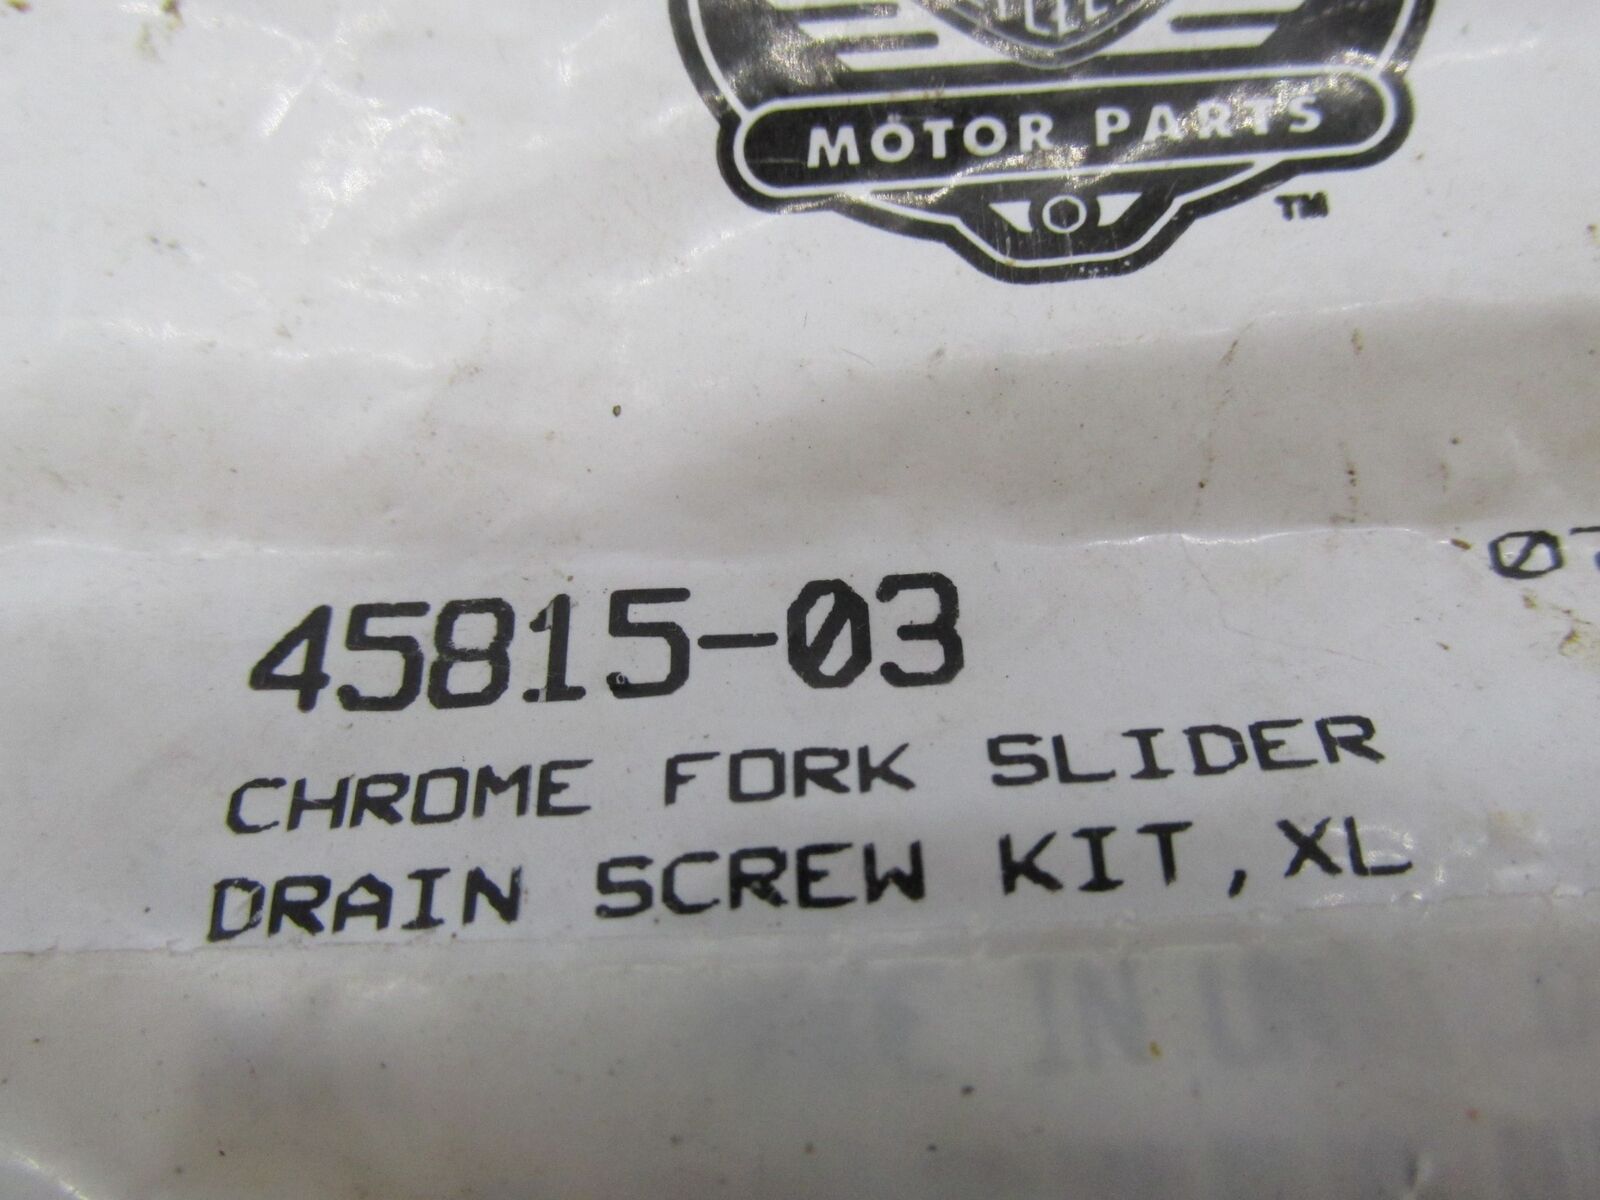 MOTOR PARTS
TM
45815-03
CHROME FORK SLIDER
DRAIN SCREW KIT, XL